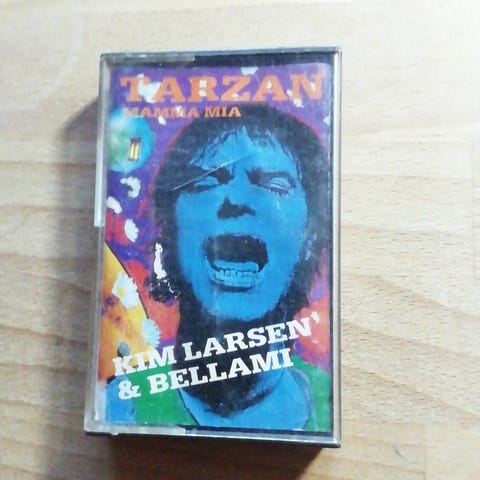 TARZAN
MAMMA MIA
KIM LARSEN
& BELLAMI